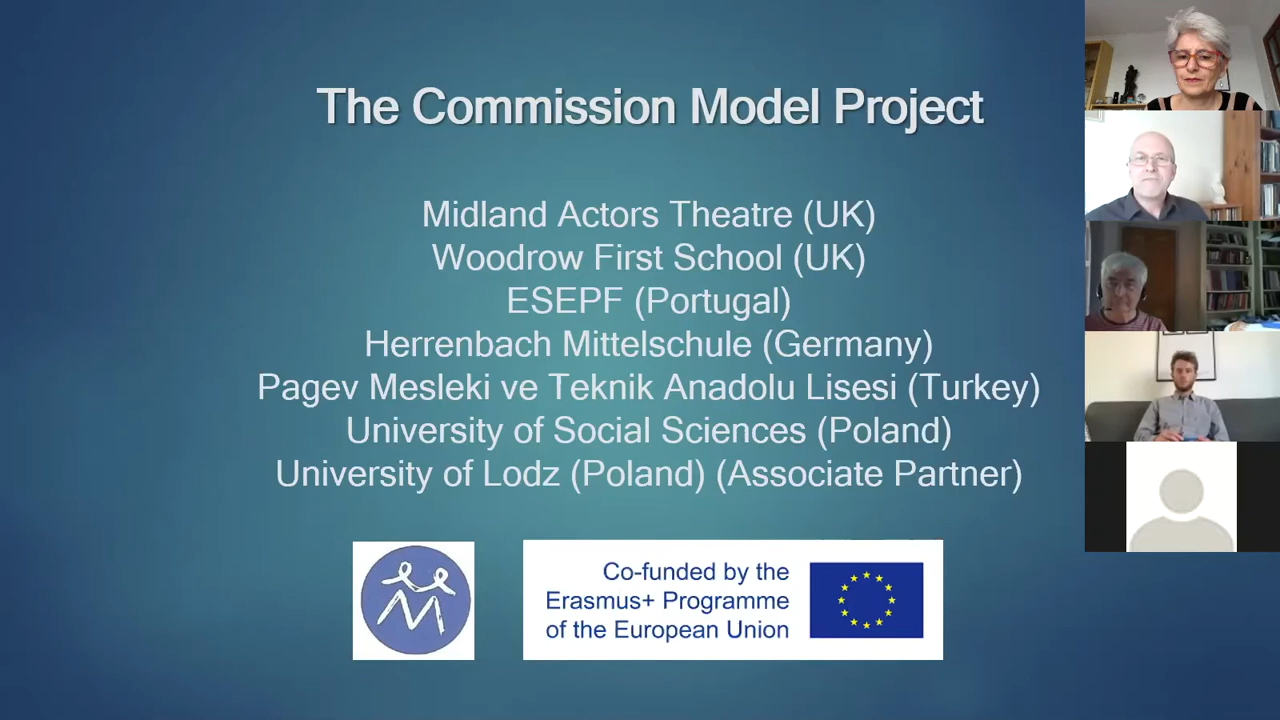 The Commission Model Project
Midland Actors Theatre (UK)
Woodrow First School (UK)
ESEPF (Portugal)
Herrenbach Mittelschule (Germany)
Pagev Mesleki ve Teknik Anadolu Lisesi (Turkey)
University of Social Sciences (Poland)
University of Lodz (Poland) (Associate Partner)
Co-funded by the
Erasmus+ Programme
of the European Union